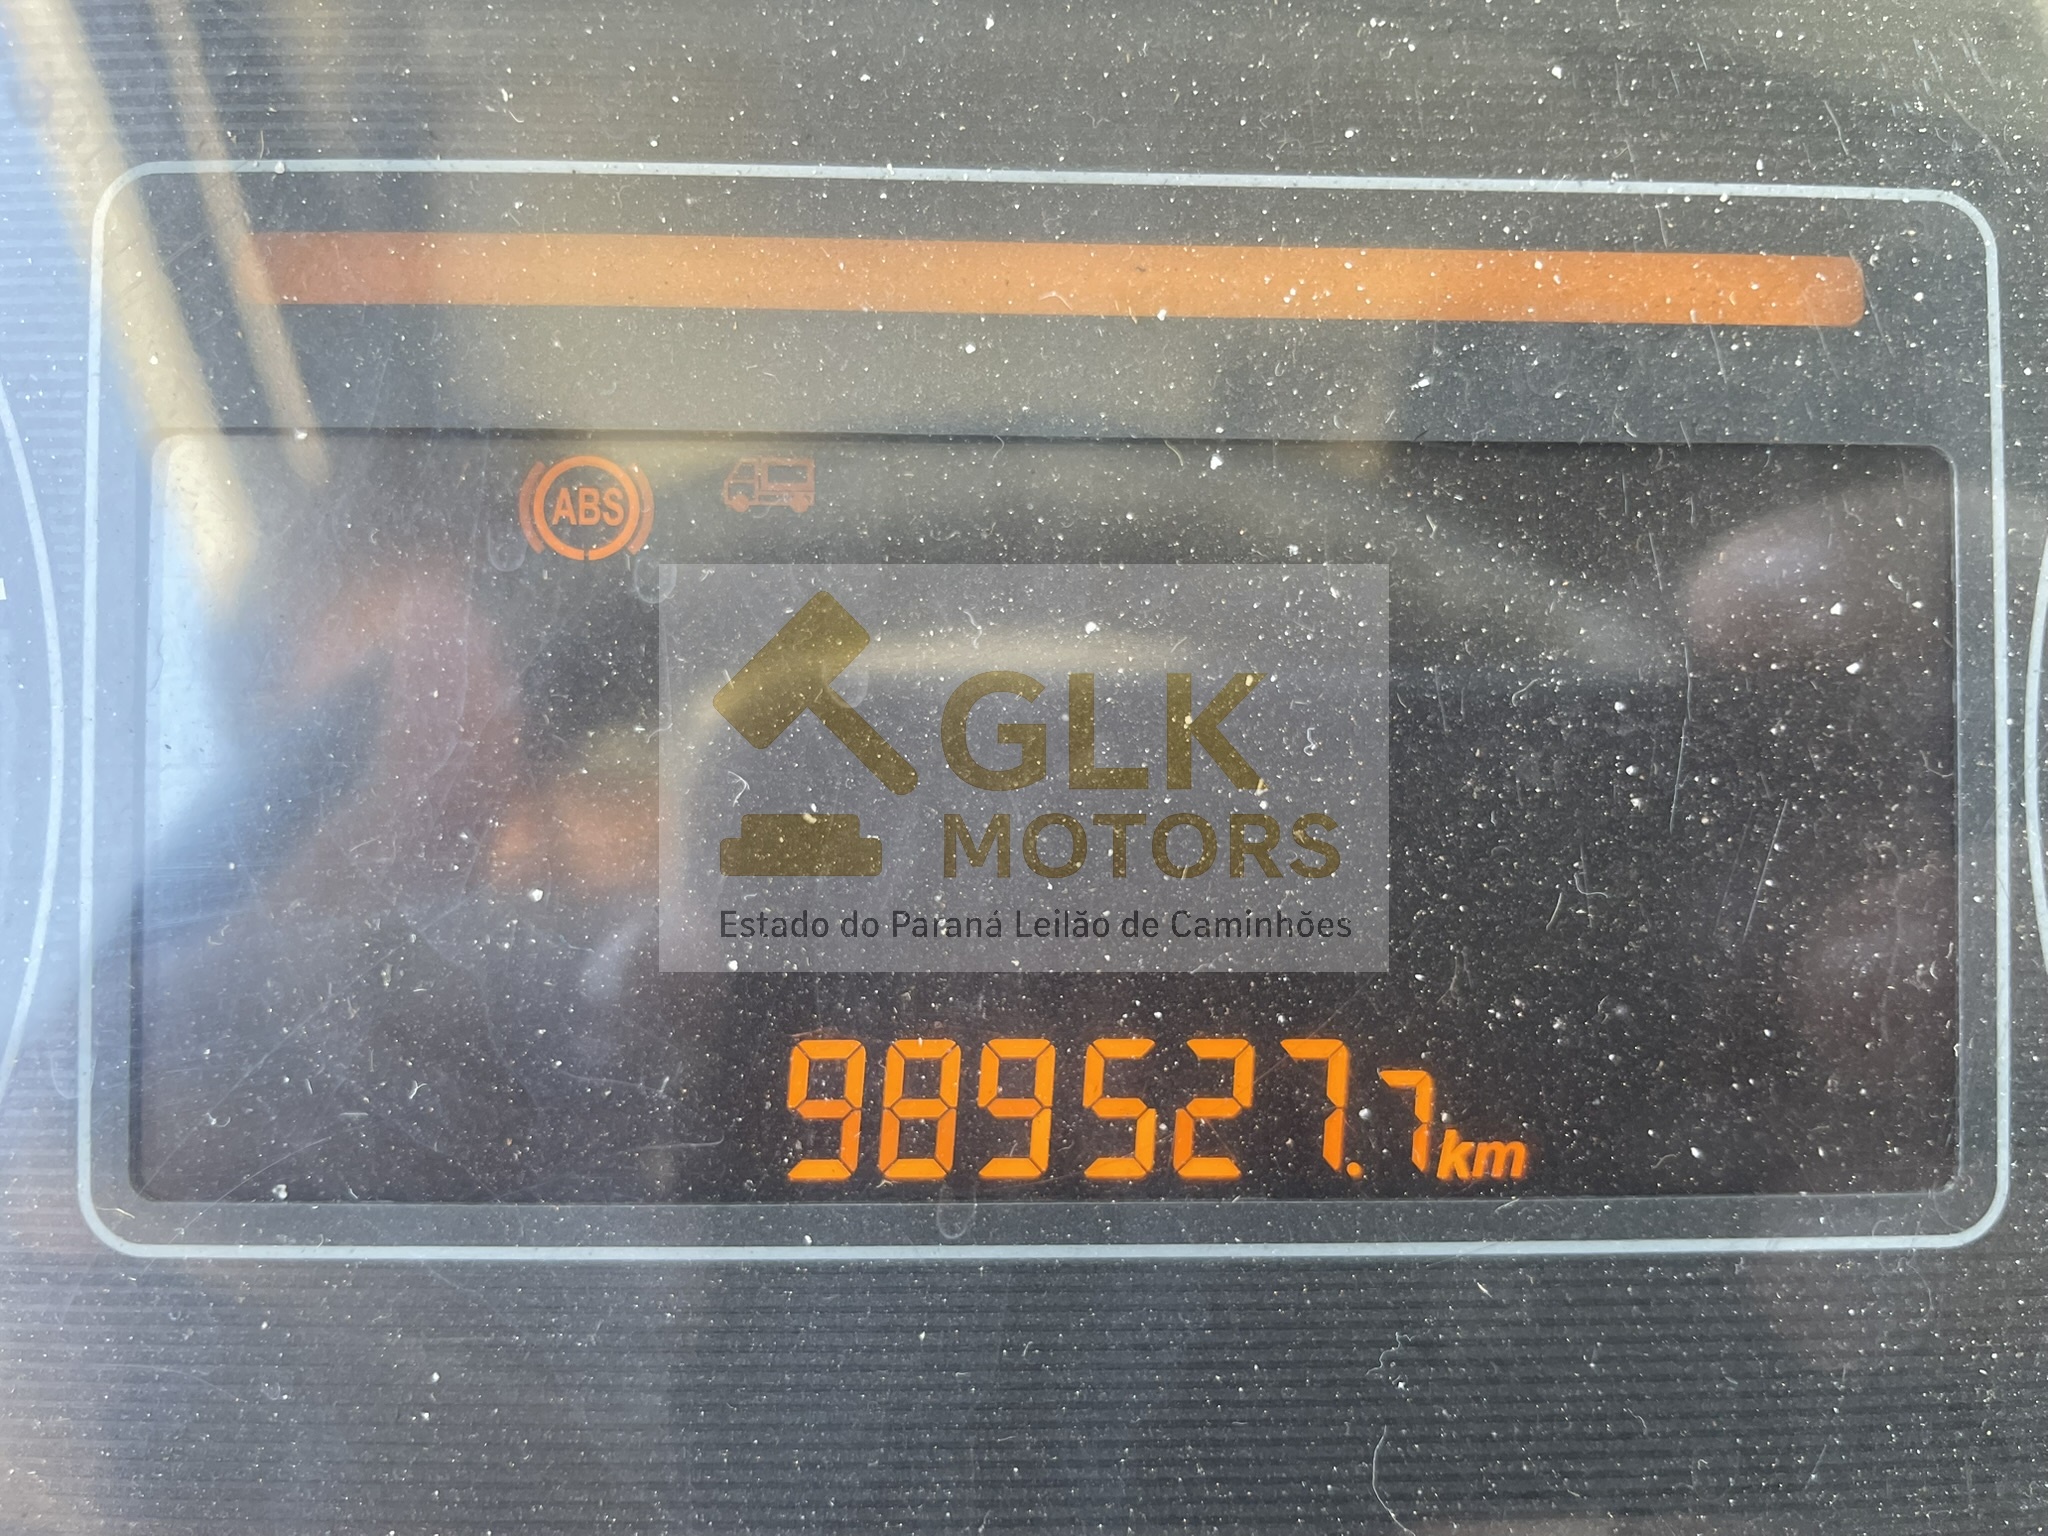 ABS
GLK
MOTORS
Estado do Paraná Leilão de Caminhões
989527.7km